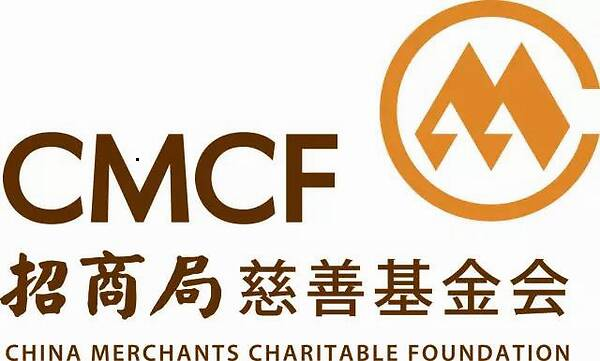 CMCF
招商局慈善基金会
CHINA MERCHANTS CHARITABLE FOUNDATION